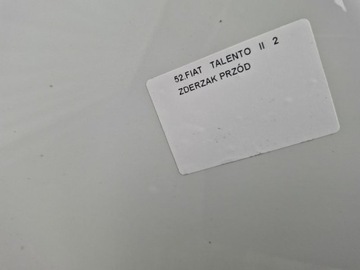 52.FIAT TALENTO II 2
ZDERZAK PRZÓD